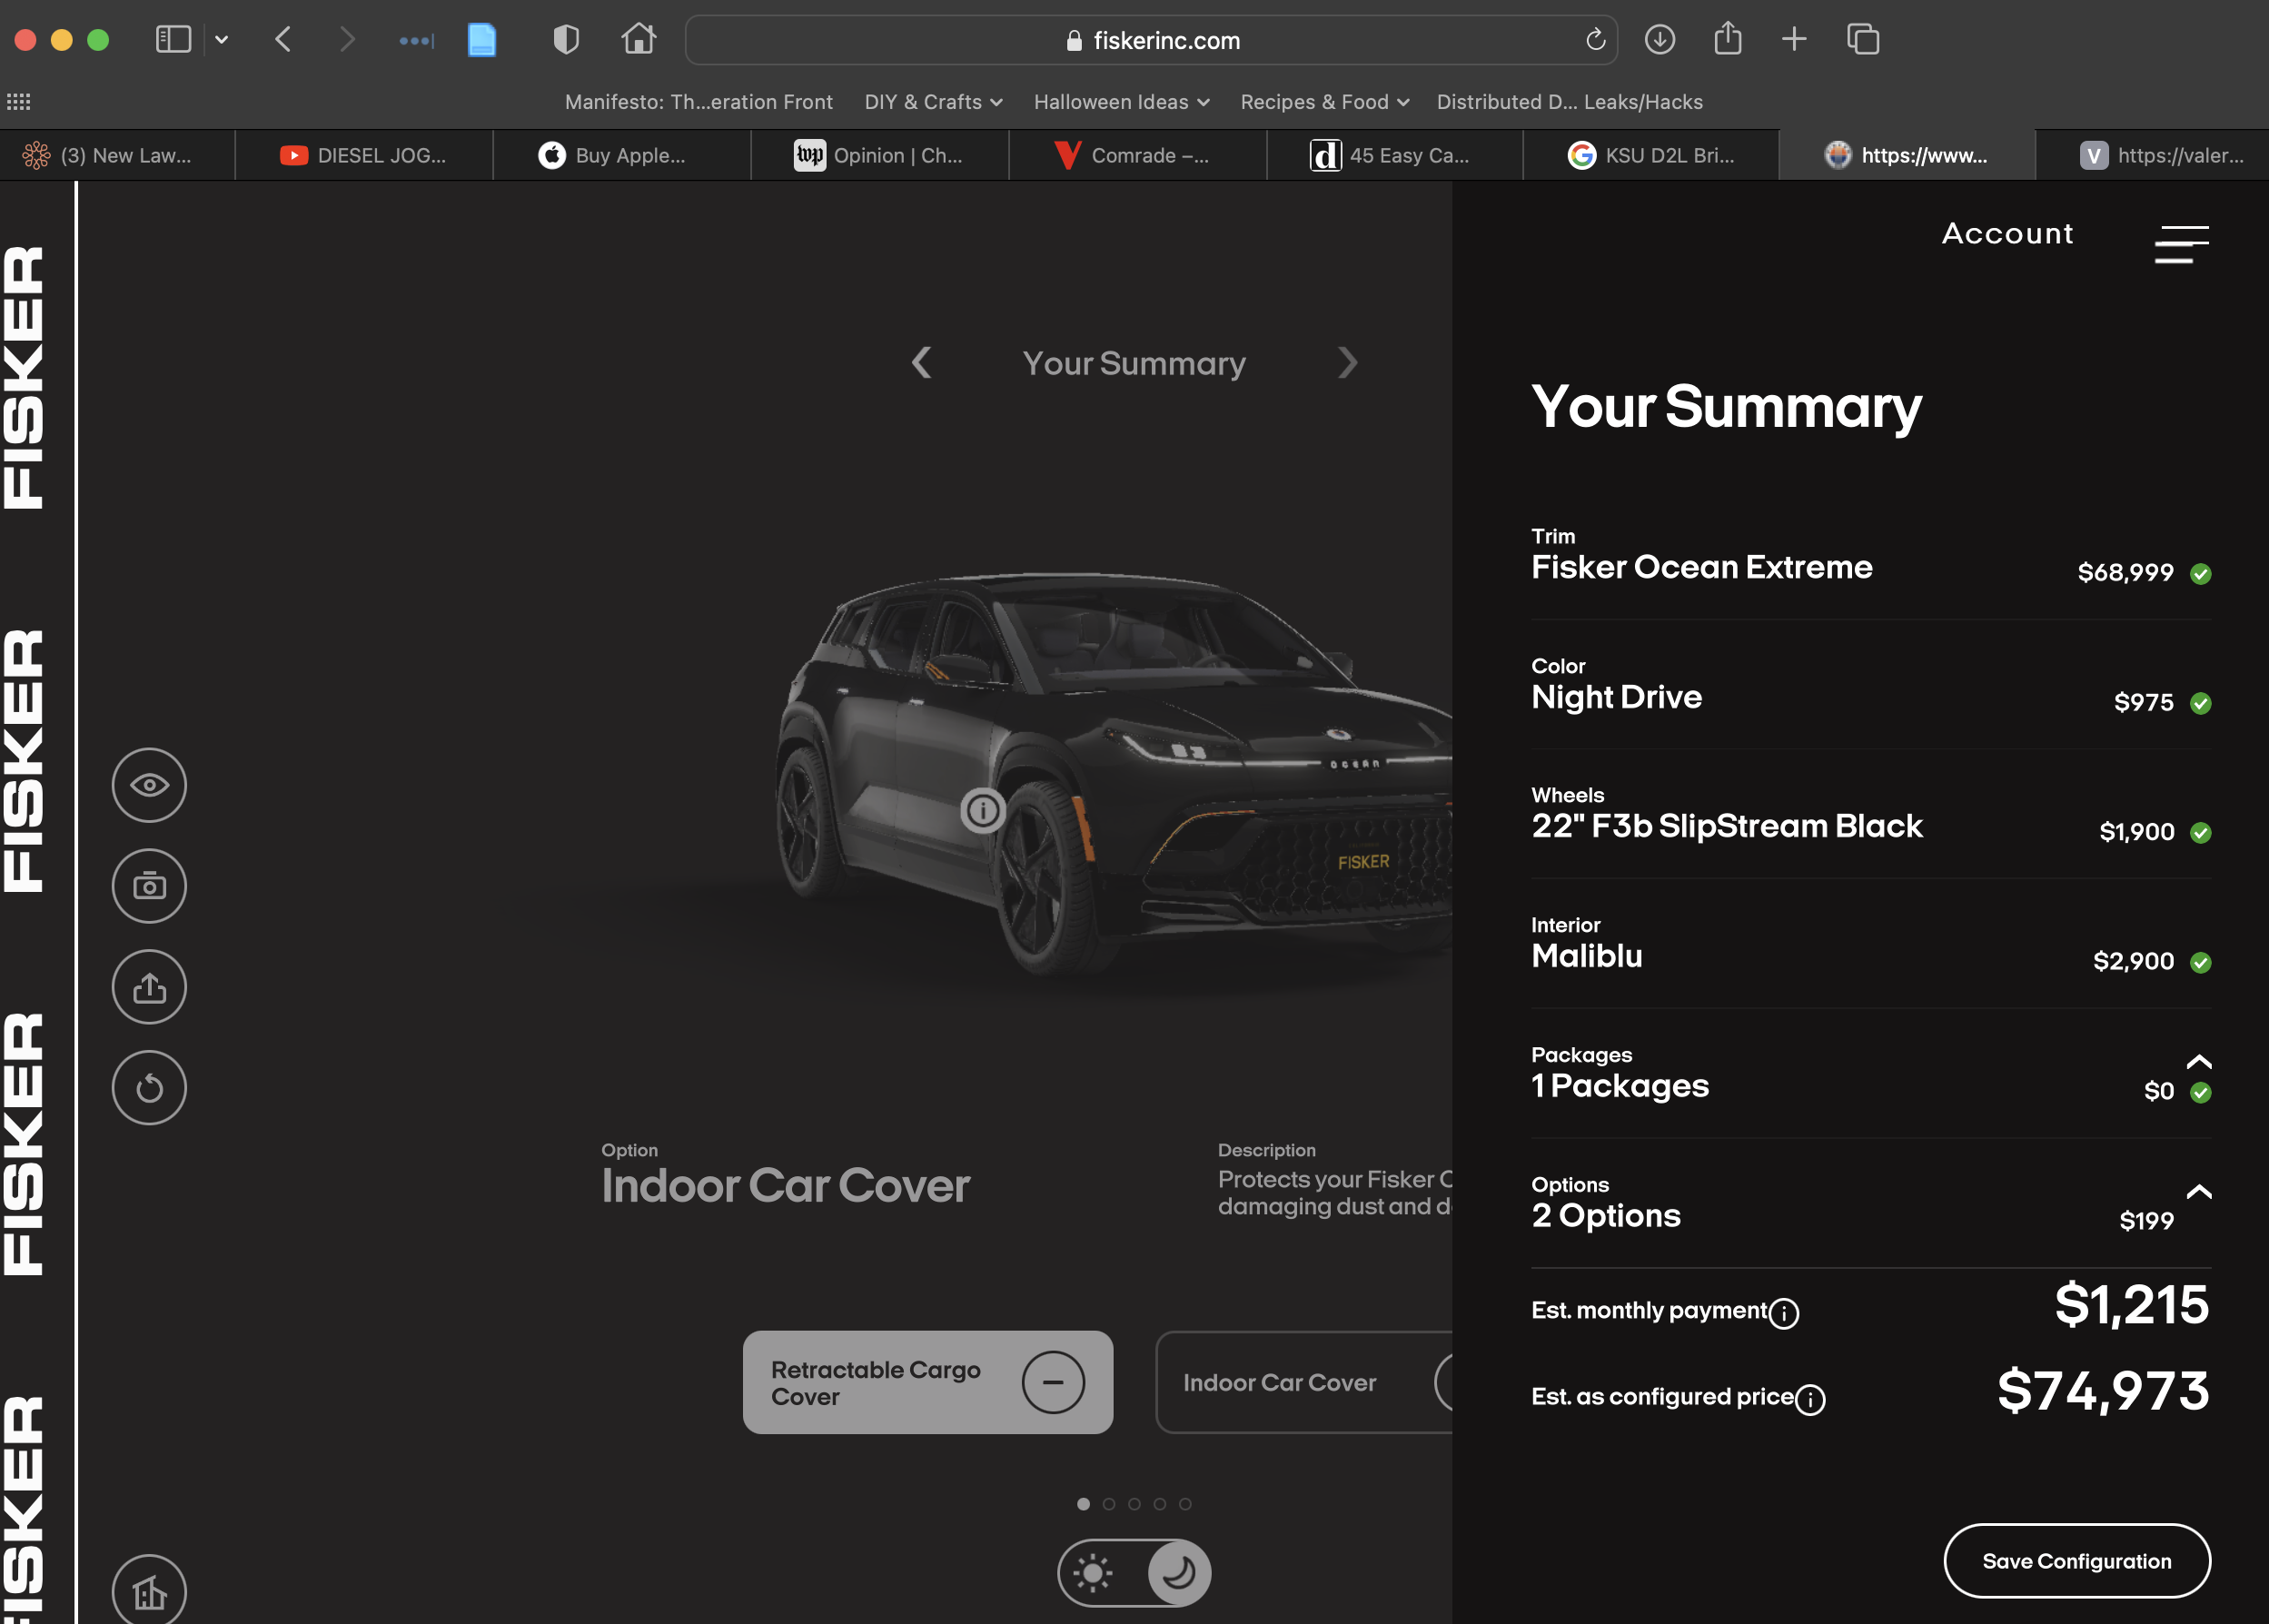 fiskerinc.com
Manifesto: Th...eration Front
DIY & Crafts
Halloween Ideas
Recipes & Food
Distributed D... Leaks/Hacks
(3) New Law...
DIESEL JOG...
Buy Apple...
wp
Opinion | Ch...
Comrade –...
d
45 Easy Ca...
G
KSU D2L Bri...
https://www...
V
https://valer...
FISKER
FISKER
FISKER
FISKER
Account
Your Summary
OCEAN
FISKER
Option
Indoor Car Cover
Description
Protects your Fisker O
damaging dust and d
Retractable Cargo
Cover
Indoor Car Cover
Your Summary
Trim
Fisker Ocean Extreme
$68,999
Color
Night Drive
$975
Wheels
22" F3b SlipStream Black
$1,900
Interior
Maliblu
$2,900
Packages
1 Packages
$0
Options
2 Options
$199
Est. monthly payment
$1,215
Est. as configured price
$74,973
Save Configuration